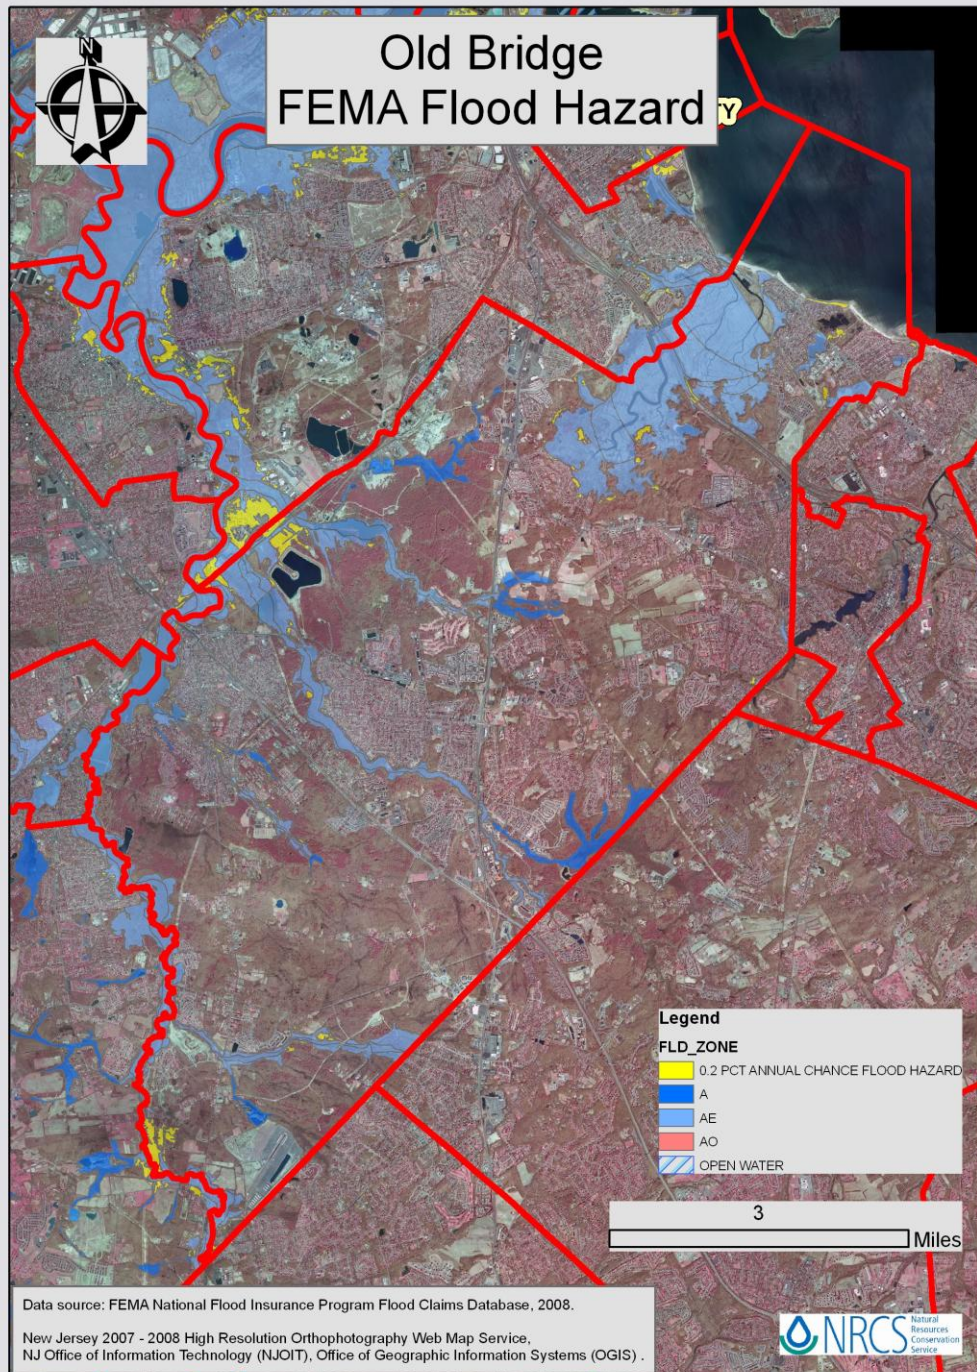 N
Old Bridge
FEMA Flood Hazard
TY
Legend
FLD_ZONE
0.2 PCT ANNUAL CHANCE FLOOD HAZARD
A
AE
AO
OPEN WATER
3
Miles
Data source: FEMA National Flood Insurance Program Flood Claims Database, 2008.
New Jersey 2007 - 2008 High Resolution Orthophotography Web Map Service,
NJ Office of Information Technology (NJOIT), Office of Geographic Information Systems (OGIS) .
NRCS
Natural
Resources
Conservation
Service